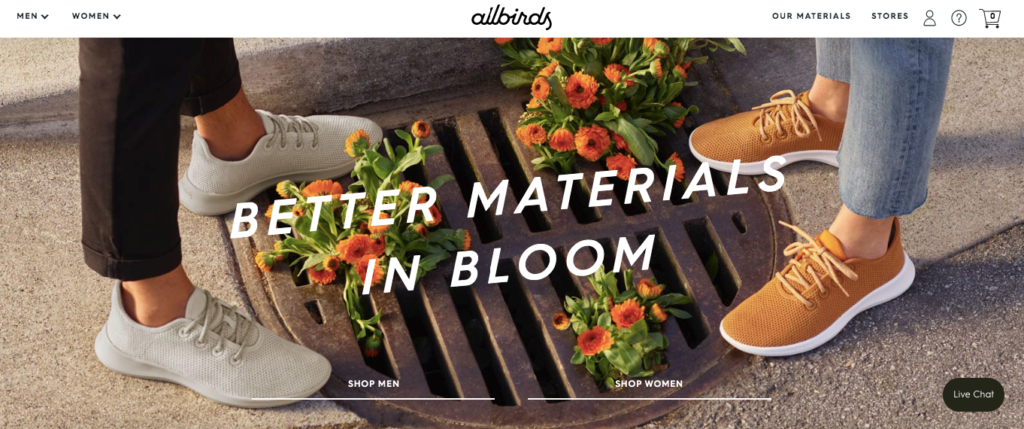 MEN
WOMEN
allbirds
OUR MATERIALS
STORES
?
0
BETTER MATERIALS
IN BLOOM
SHOP MEN
SHOP WOMEN
Live Chat